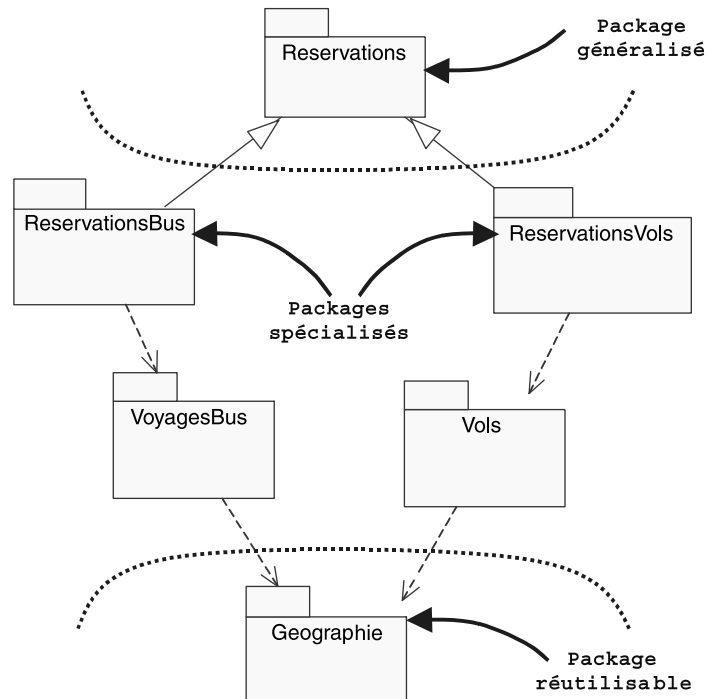 Package
généralisé
Reservations
ReservationsBus
ReservationsVols
Packages
spécialisés
VoyagesBus
Vols
Geographie
Package
réutilisable